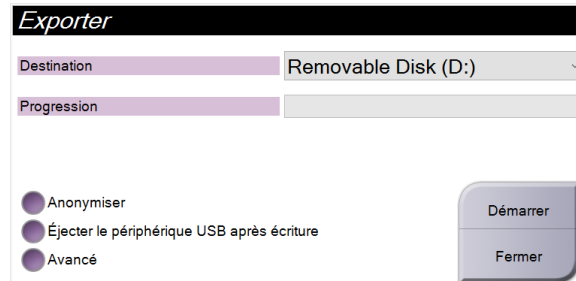 Exporter
Destination
Removable Disk (D:)
Progression
Anonymiser
Éjecter le périphérique USB après écriture
Avancé
Démarrer
Fermer